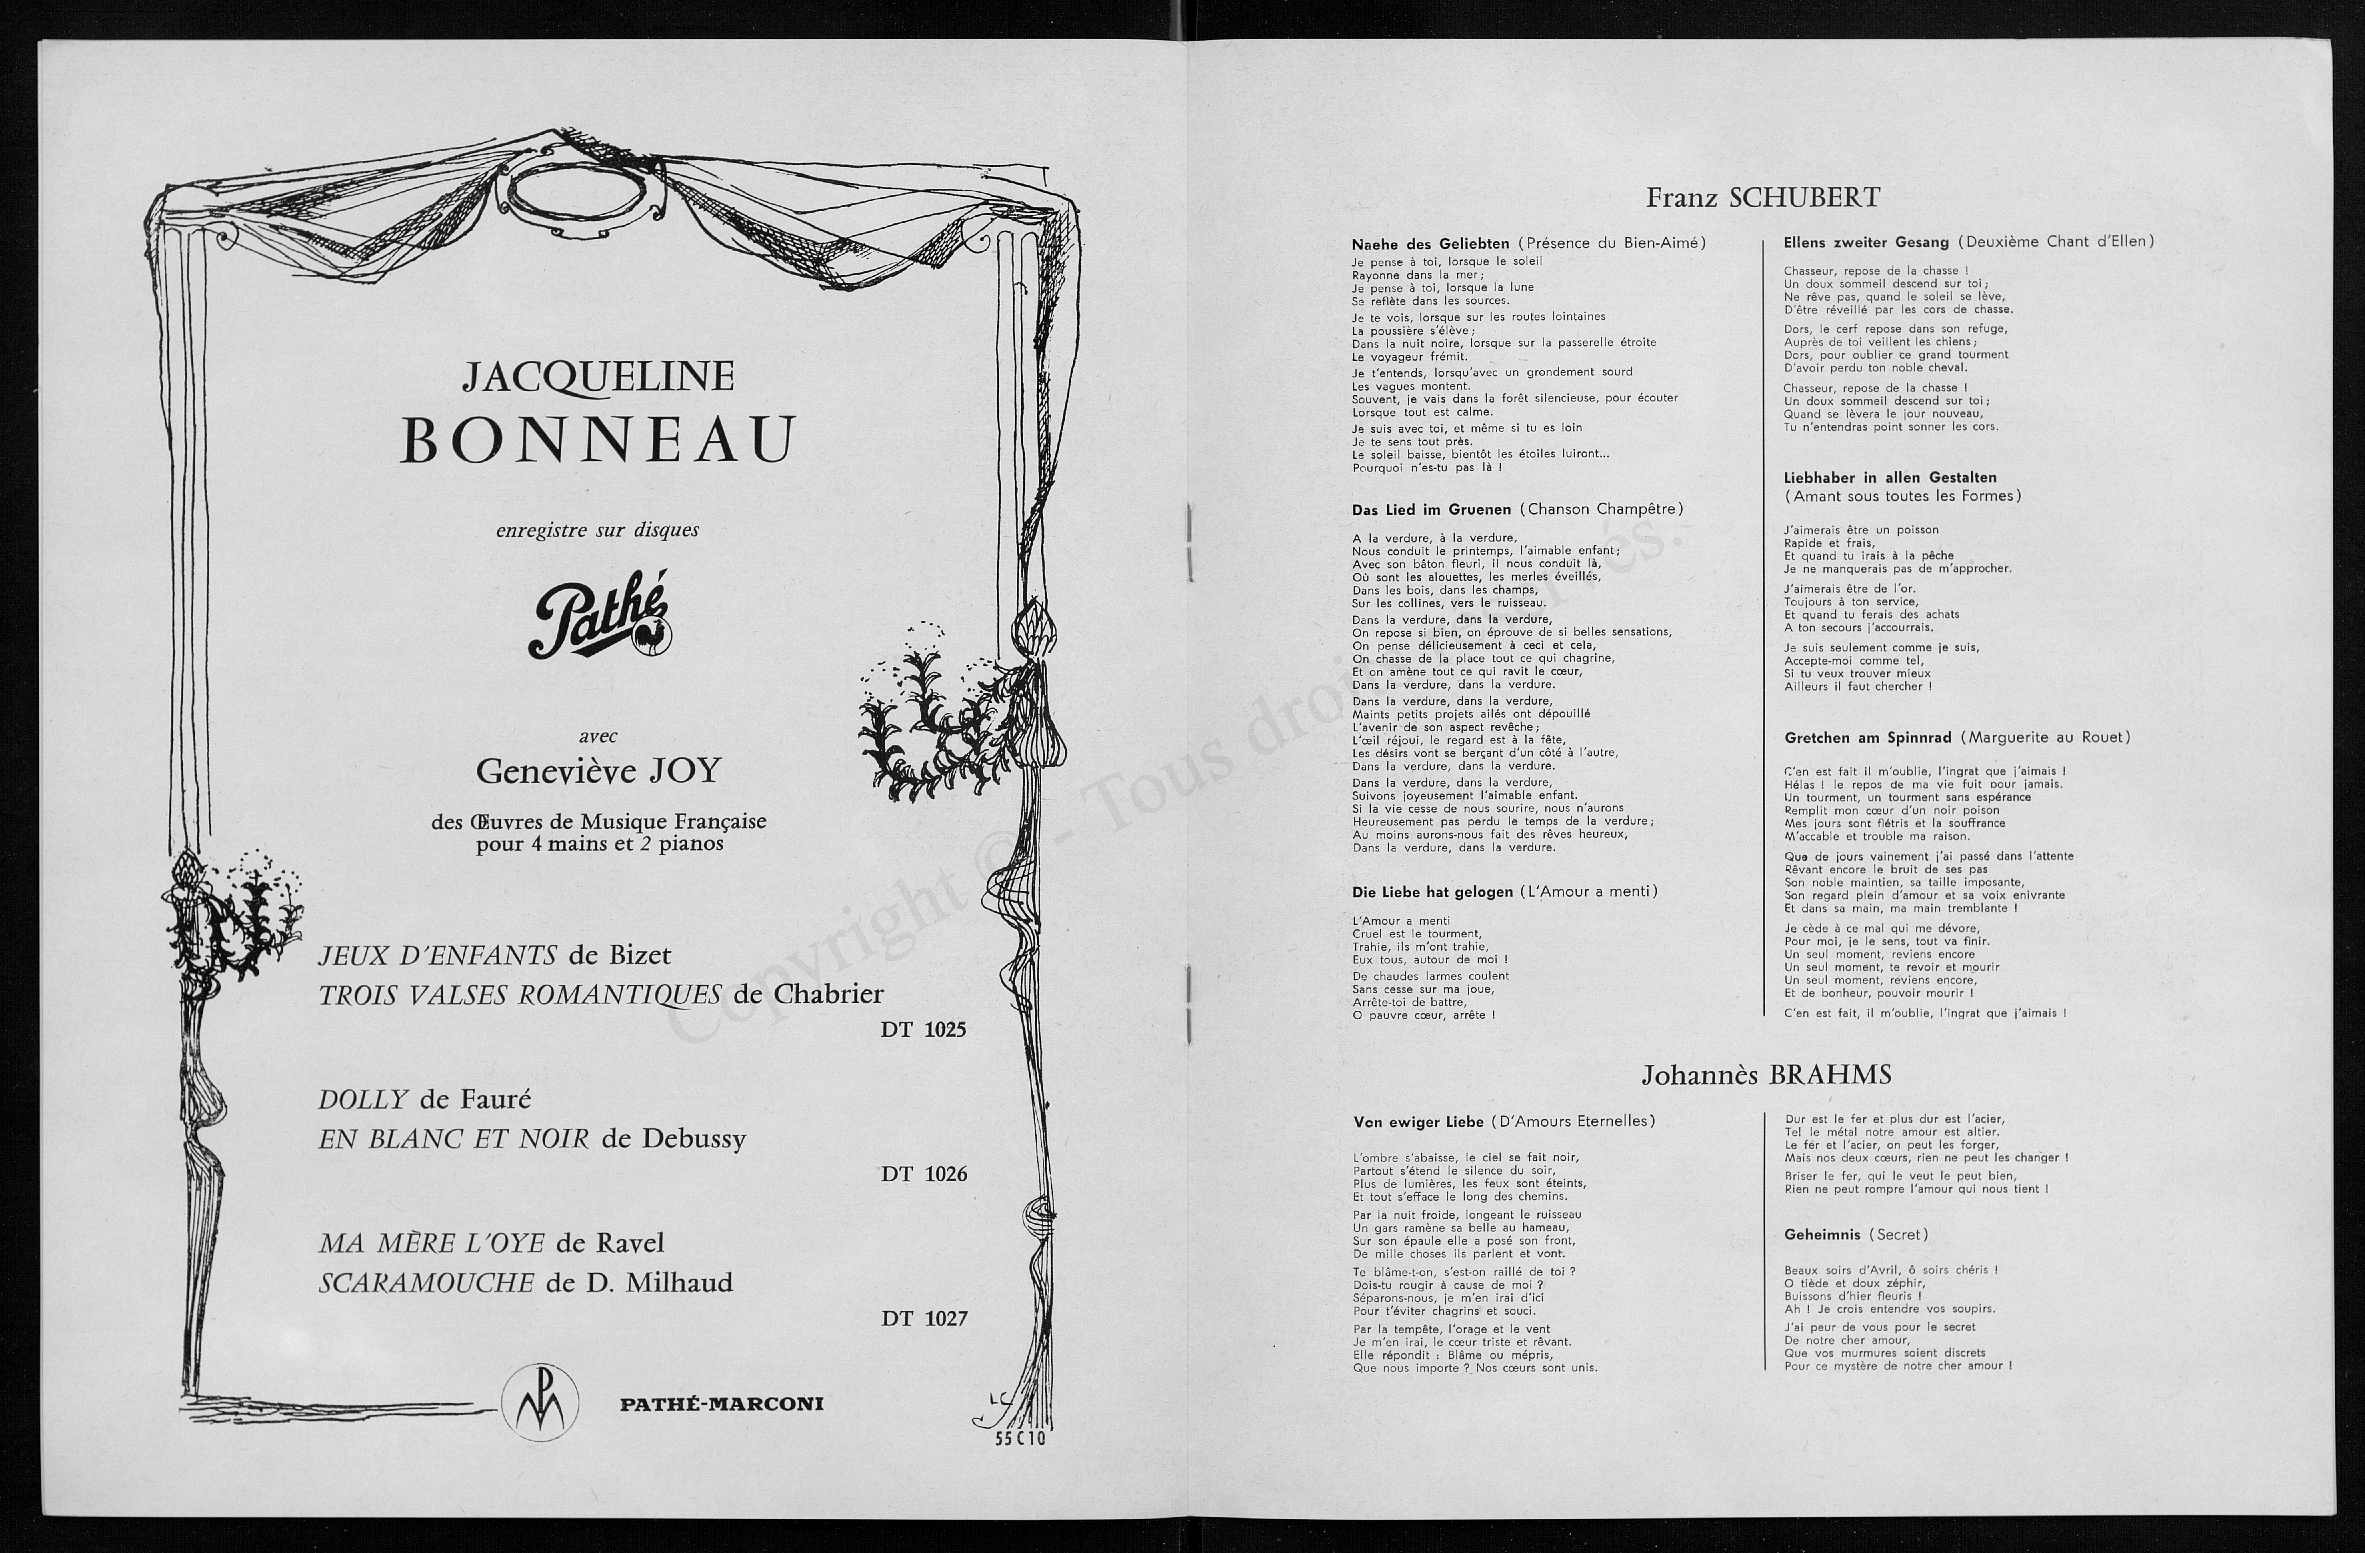 JACQUELINE
BONNEAU
enregistre sur disques
Pathé
avec
Geneviève JOY
des Œuvres de Musique Française
pour 4 mains et 2 pianos
JEUX D'ENFANTS de Bizet
TROIS VALSES ROMANTIQUES de Chabrier
DT 1025
DOLLY de Fauré
EN BLANC ET NOIR de Debussy
DT 1026
MA MÈRE L'OYE de Ravel
SCARAMOUCHE de D. Milhaud
DT 1027
PATHÉ-MARCONI
55 C 10
Copyright © - Tous droits réservés.
Franz SCHUBERT
Naehe des Geliebten (Présence du Bien-Aimé)
Je pense à toi, lorsque le soleil
Rayonne dans la mer;
Je pense à toi, lorsque la lune
Se reflète dans les sources.
Je te vois, lorsque sur les routes lointaines
La poussière s'élève;
Dans la nuit noire, lorsque sur la passerelle étroite
Le voyageur frémit.
Je t'entends, lorsqu'avec un grondement sourd
Les vagues montent.
Souvent, je vais dans la forêt silencieuse, pour écouter
Lorsque tout est calme.
Je suis avec toi, et même si tu es loin
Je te sens tout près.
Le soleil baisse, bientôt les étoiles luiront...
Pourquoi n'es-tu pas là !
Das Lied im Gruenen (Chanson Champêtre)
A la verdure, à la verdure,
Nous conduit le printemps, l'aimable enfant;
Avec son bâton fleuri, il nous conduit là,
Où sont les alouettes, les merles éveillés,
Dans les bois, dans les champs,
Sur les collines, vers le ruisseau.
Dans la verdure, dans la verdure,
On repose si bien, on éprouve de si belles sensations,
On pense délicieusement à ceci et cela,
On chasse de la place tout ce qui chagrine,
Et on amène tout ce qui ravit le cœur,
Dans la verdure, dans la verdure.
Dans la verdure, dans la verdure,
Maints petits projets ailés ont dépouillé
L'avenir de son aspect revêche;
L'œil réjoui, le regard est à la fête,
Les désirs vont se berçant d'un côté à l'autre,
Dans la verdure, dans la verdure.
Dans la verdure, dans la verdure,
Suivons joyeusement l'aimable enfant.
Si la vie cesse de nous sourire, nous n'aurons
Heureusement pas perdu le temps de la verdure;
Au moins aurons-nous fait des rêves heureux,
Dans la verdure, dans la verdure.
Die Liebe hat gelogen (L'Amour a menti)
L'Amour a menti
Cruel est le tourment,
Trahie, ils m'ont trahie,
Eux tous, autour de moi !
De chaudes larmes coulent
Sans cesse sur ma joue,
Arrête-toi de battre,
O pauvre cœur, arrête !
Ellens zweiter Gesang (Deuxième Chant d'Ellen)
Chasseur, repose de la chasse !
Un doux sommeil descend sur toi;
Ne rêve pas, quand le soleil se lève,
D'être réveillé par les cors de chasse.
Dors, le cerf repose dans son refuge,
Auprès de toi veillent les chiens;
Dors, pour oublier ce grand tourment
D'avoir perdu ton noble cheval.
Chasseur, repose de la chasse !
Un doux sommeil descend sur toi;
Quand se lèvera le jour nouveau,
Tu n'entendras point sonner les cors.
Liebhaber in allen Gestalten
(Amant sous toutes les Formes)
J'aimerais être un poisson
Rapide et frais,
Et quand tu irais à la pêche
Je ne manquerais pas de m'approcher.
J'aimerais être de l'or.
Toujours à ton service,
Et quand tu ferais des achats
A ton secours j'accourrais.
Je suis seulement comme je suis,
Accepte-moi comme tel,
Si tu veux trouver mieux
Ailleurs il faut chercher !
Gretchen am Spinnrad (Marguerite au Rouet)
C'en est fait il m'oublie, l'ingrat que j'aimais !
Hélas ! le repos de ma vie fuit pour jamais.
Un tourment, un tourment sans espérance
Remplit mon cœur d'un noir poison
Mes jours sont flétris et la souffrance
M'accable et trouble ma raison.
Que de jours vainement j'ai passé dans l'attente
Rêvant encore le bruit de ses pas
Son noble maintien, sa taille imposante,
Son regard plein d'amour et sa voix enivrante
Et dans sa main, ma main tremblante !
Je cède à ce mal qui me dévore,
Pour moi, je le sens, tout va finir.
Un seul moment, reviens encore
Un seul moment, te revoir et mourir
Un seul moment, reviens encore,
Et de bonheur, pouvoir mourir !
C'en est fait, il m'oublie, l'ingrat que j'aimais !
Johannès BRAHMS
Von ewiger Liebe (D'Amours Eternelles)
L'ombre s'abaisse, le ciel se fait noir,
Partout s'étend le silence du soir,
Plus de lumières, les feux sont éteints,
Et tout s'efface le long des chemins.
Par la nuit froide, longeant le ruisseau
Un gars ramène sa belle au hameau,
Sur son épaule elle a posé son front,
De mille choses ils parlent et vont.
Te blâme-t-on, s'est-on raillé de toi ?
Dois-tu rougir à cause de moi ?
Séparons-nous, je m'en irai d'ici
Pour t'éviter chagrins et souci.
Par la tempête, l'orage et le vent
Je m'en irai, le cœur triste et rêvant.
Elle répondit : Blâme ou mépris,
Que nous importe ? Nos cœurs sont unis.
Dur est le fer et plus dur est l'acier,
Tel le métal notre amour est altier.
Le fer et l'acier, on peut les forger,
Mais nos deux cœurs, rien ne peut les changer !
Briser le fer, qui le veut le peut bien,
Rien ne peut rompre l'amour qui nous tient !
Geheimnis (Secret)
Beaux soirs d'Avril, ô soirs chéris !
O tiède et doux zéphir,
Buissons d'hier fleuris !
Ah ! Je crois entendre vos soupirs.
J'ai peur de vous pour le secret
De notre cher amour,
Que vos murmures soient discrets
Pour ce mystère de notre cher amour !